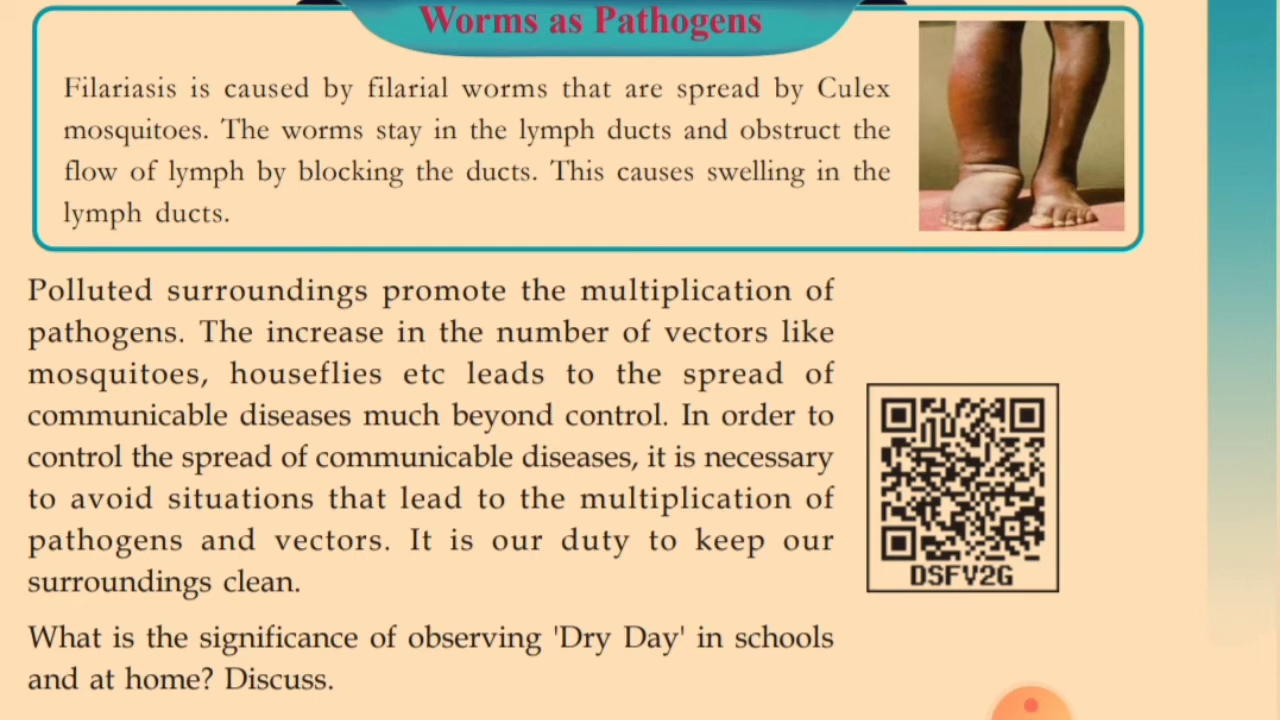 Worms as Pathogens
Filariasis is caused by filarial worms that are spread by Culex
mosquitoes. The worms stay in the lymph ducts and obstruct the
flow of lymph by blocking the ducts. This causes swelling in the
lymph ducts.
Polluted surroundings promote the multiplication of
pathogens. The increase in the number of vectors like
mosquitoes, houseflies etc leads to the spread of
communicable diseases much beyond control. In order to
control the spread of communicable diseases, it is necessary
to avoid situations that lead to the multiplication of
pathogens and vectors. It is our duty to keep our
surroundings clean.
DSFV2G
What is the significance of observing 'Dry Day' in schools
and at home? Discuss.